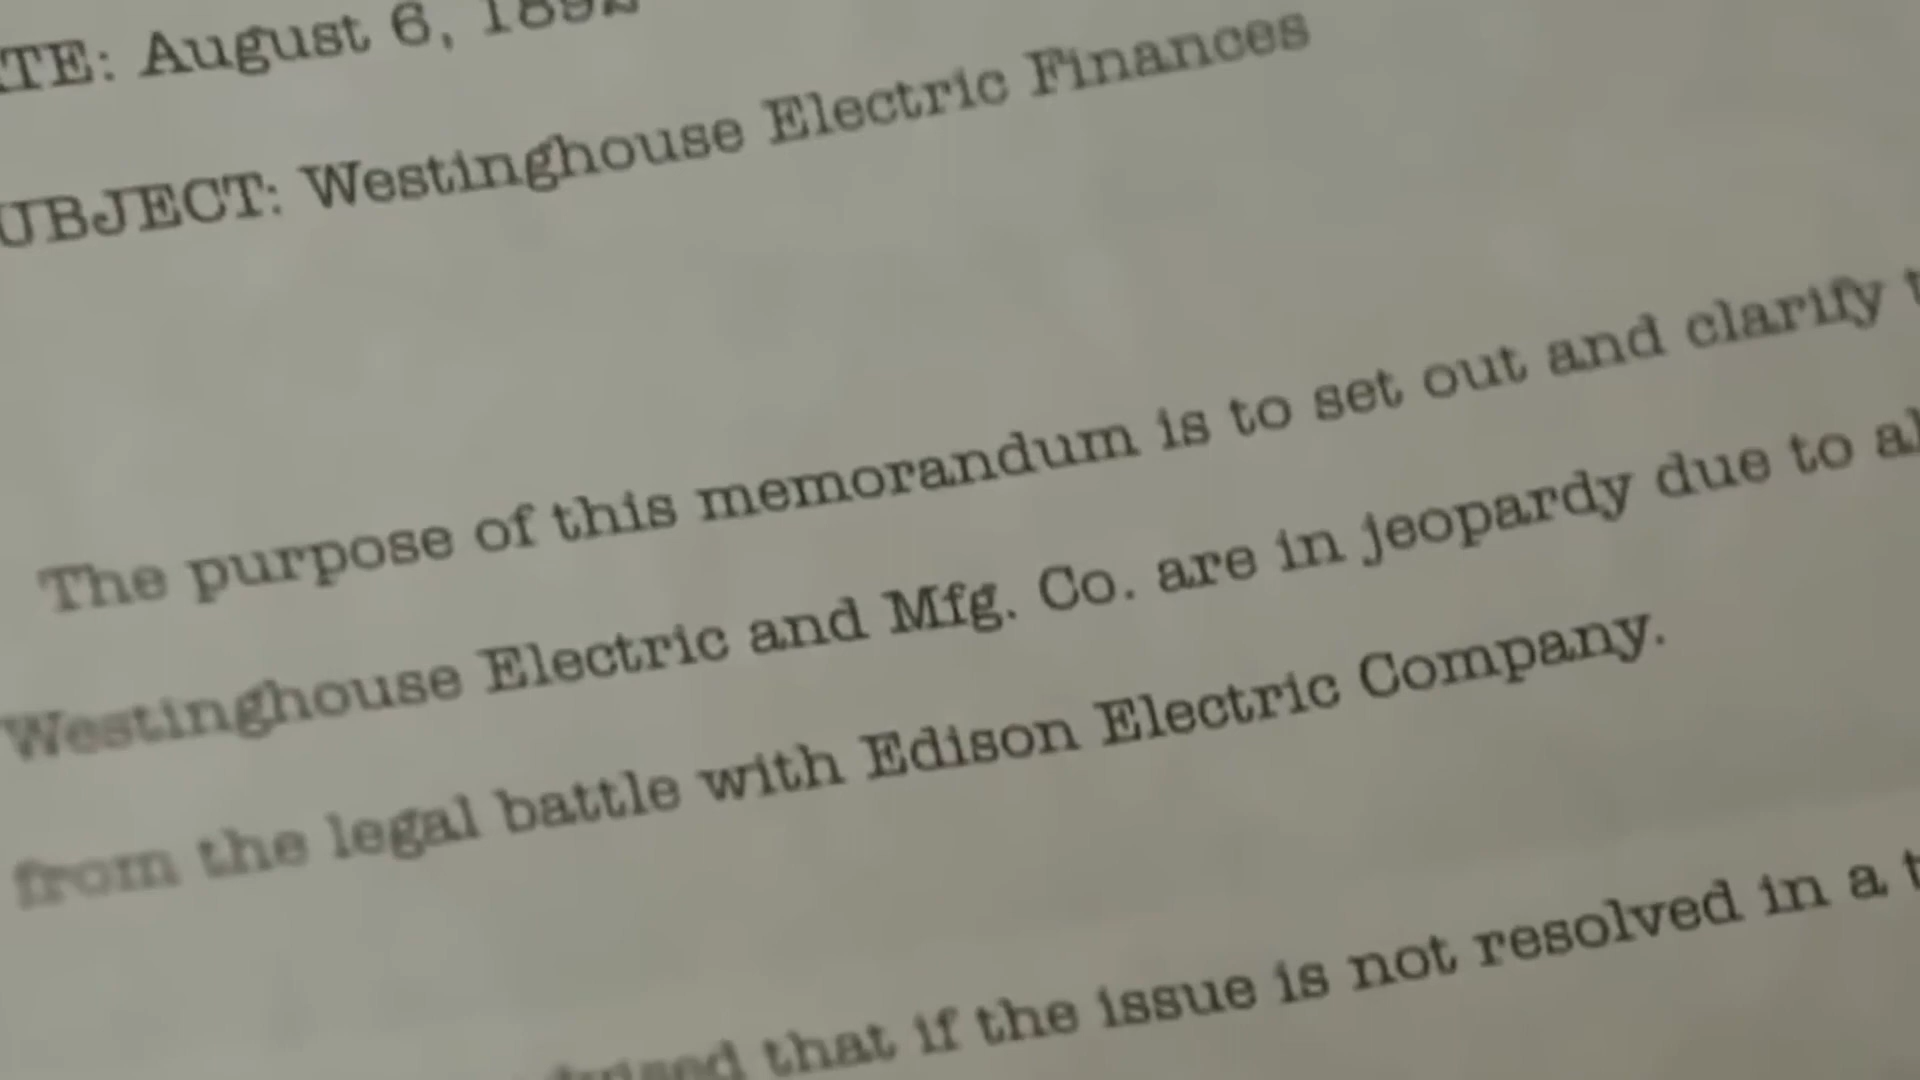 TE: August 6, 1892
UBJECT: Westinghouse Electric Finances
The purpose of this memorandum is to set out and clarify t
Westinghouse Electric and Mfg. Co. are in jeopardy due to al
from the legal battle with Edison Electric Company.
that if the issue is not resolved in a t